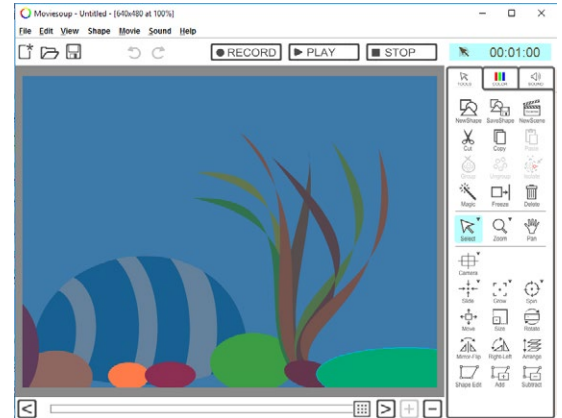 Moviesoup - Untitled - [640x480 at 100%]
File Edit View Shape Movie Sound Help
RECORD PLAY STOP 00:01:00
TOOLS COLOR SOUND
NewShape SaveShape NewScene
Cut Copy Paste
Group Ungroup Isolate
Magic Freeze Delete
Select Zoom Pan
Camera
Slide Grow Spin
Move Size Rotate
Mirror-Flip Right-Left Arrange
Shape Edit Add Subtract